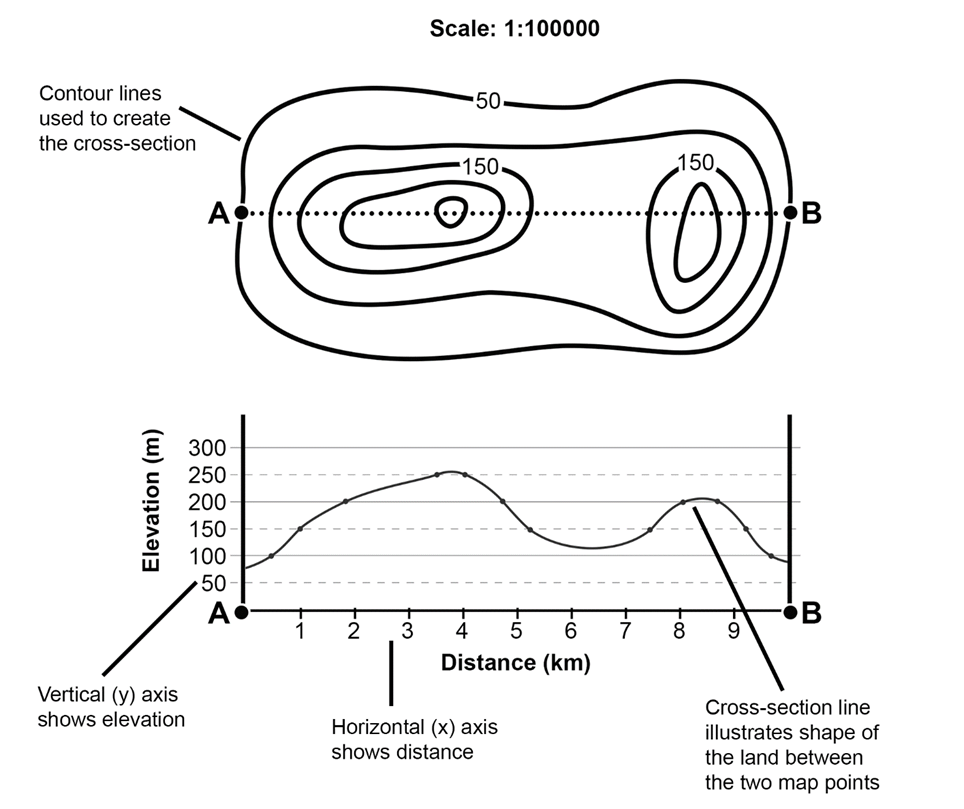 Scale: 1:100000
Contour lines
used to create
the cross-section
50
150
150
A
B
Elevation (m)
300
250
200
150
100
50
A
B
1 2 3 4 5 6 7 8 9
Distance (km)
Vertical (y) axis
shows elevation
Horizontal (x) axis
shows distance
Cross-section line
illustrates shape of
the land between
the two map points